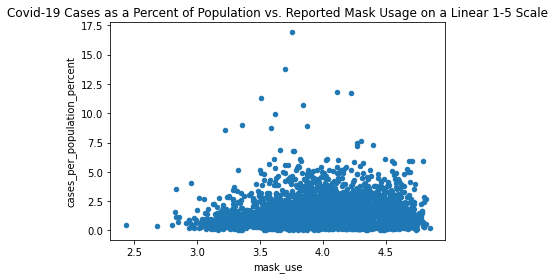 Covid-19 Cases as a Percent of Population vs. Reported Mask Usage on a Linear 1-5 Scale
17.5
15.0
12.5
10.0
7.5
5.0
2.5
0.0
cases_per_population_percent
2.5 3.0 3.5 4.0 4.5
mask_use